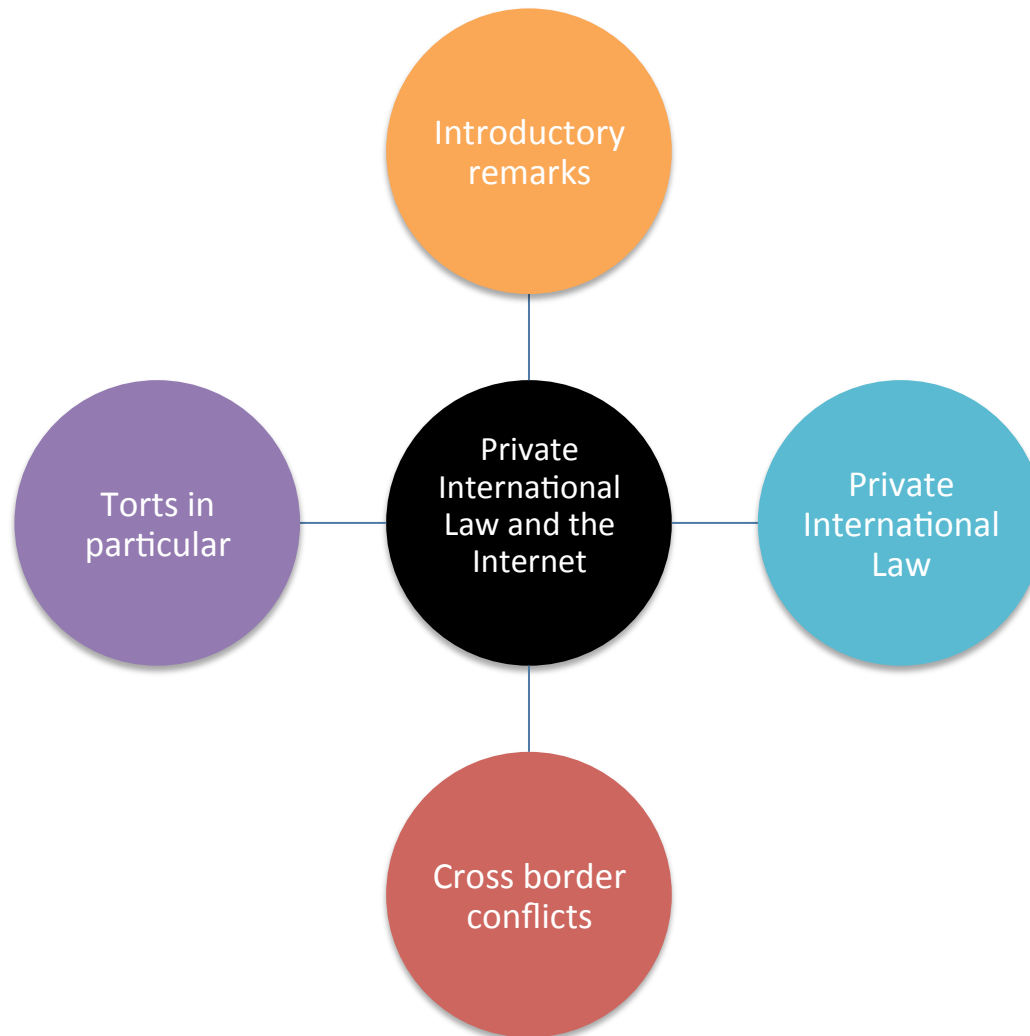 Introductory
remarks
Torts in
particular
Private
International
Law and the
Internet
Private
International
Law
Cross border
conflicts